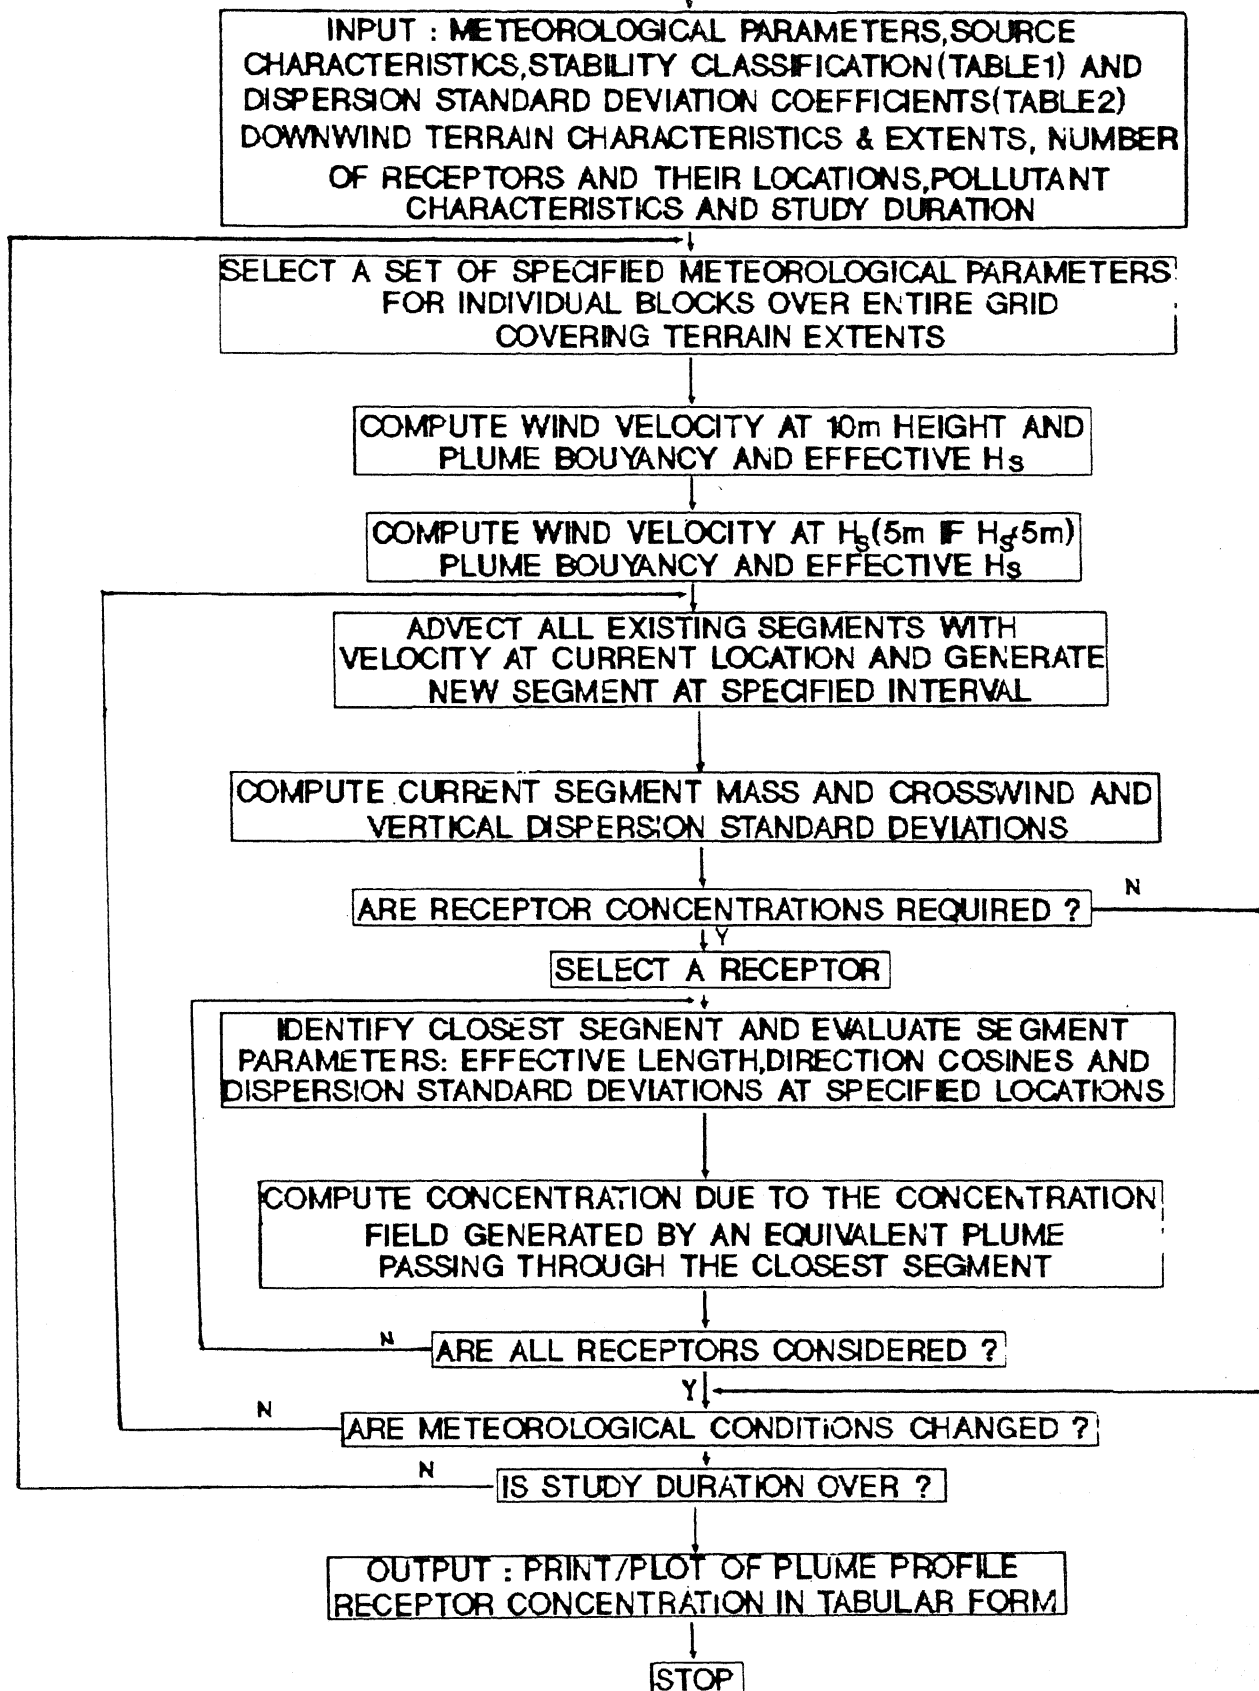 INPUT : METEOROLOGICAL PARAMETERS,SOURCE
CHARACTERISTICS,STABILITY CLASSIFICATION(TABLE1) AND
DISPERSION STANDARD DEVIATION COEFFICIENTS(TABLE2)
DOWNWIND TERRAIN CHARACTERISTICS & EXTENTS, NUMBER
OF RECEPTORS AND THEIR LOCATIONS,POLLUTANT
CHARACTERISTICS AND STUDY DURATION
SELECT A SET OF SPECIFIED METEOROLOGICAL PARAMETERS
FOR INDIVIDUAL BLOCKS OVER ENTIRE GRID
COVERING TERRAIN EXTENTS
COMPUTE WIND VELOCITY AT 10m HEIGHT AND
PLUME BOUYANCY AND EFFECTIVE Hs
COMPUTE WIND VELOCITY AT Hs(5m IF Hs<5m)
PLUME BOUYANCY AND EFFECTIVE Hs
ADVECT ALL EXISTING SEGMENTS WITH
VELOCITY AT CURRENT LOCATION AND GENERATE
NEW SEGMENT AT SPECIFIED INTERVAL
COMPUTE CURRENT SEGMENT MASS AND CROSSWIND AND
VERTICAL DISPERSION STANDARD DEVIATIONS
ARE RECEPTOR CONCENTRATIONS REQUIRED ?
N
Y
SELECT A RECEPTOR
IDENTIFY CLOSEST SEGNENT AND EVALUATE SEGMENT
PARAMETERS: EFFECTIVE LENGTH,DIRECTION COSINES AND
DISPERSION STANDARD DEVIATIONS AT SPECIFIED LOCATIONS
COMPUTE CONCENTRATION DUE TO THE CONCENTRATION
FIELD GENERATED BY AN EQUIVALENT PLUME
PASSING THROUGH THE CLOSEST SEGMENT
N
ARE ALL RECEPTORS CONSIDERED ?
Y
N
ARE METEOROLOGICAL CONDITIONS CHANGED ?
N
IS STUDY DURATION OVER ?
OUTPUT : PRINT/PLOT OF PLUME PROFILE
RECEPTOR CONCENTRATION IN TABULAR FORM
STOP